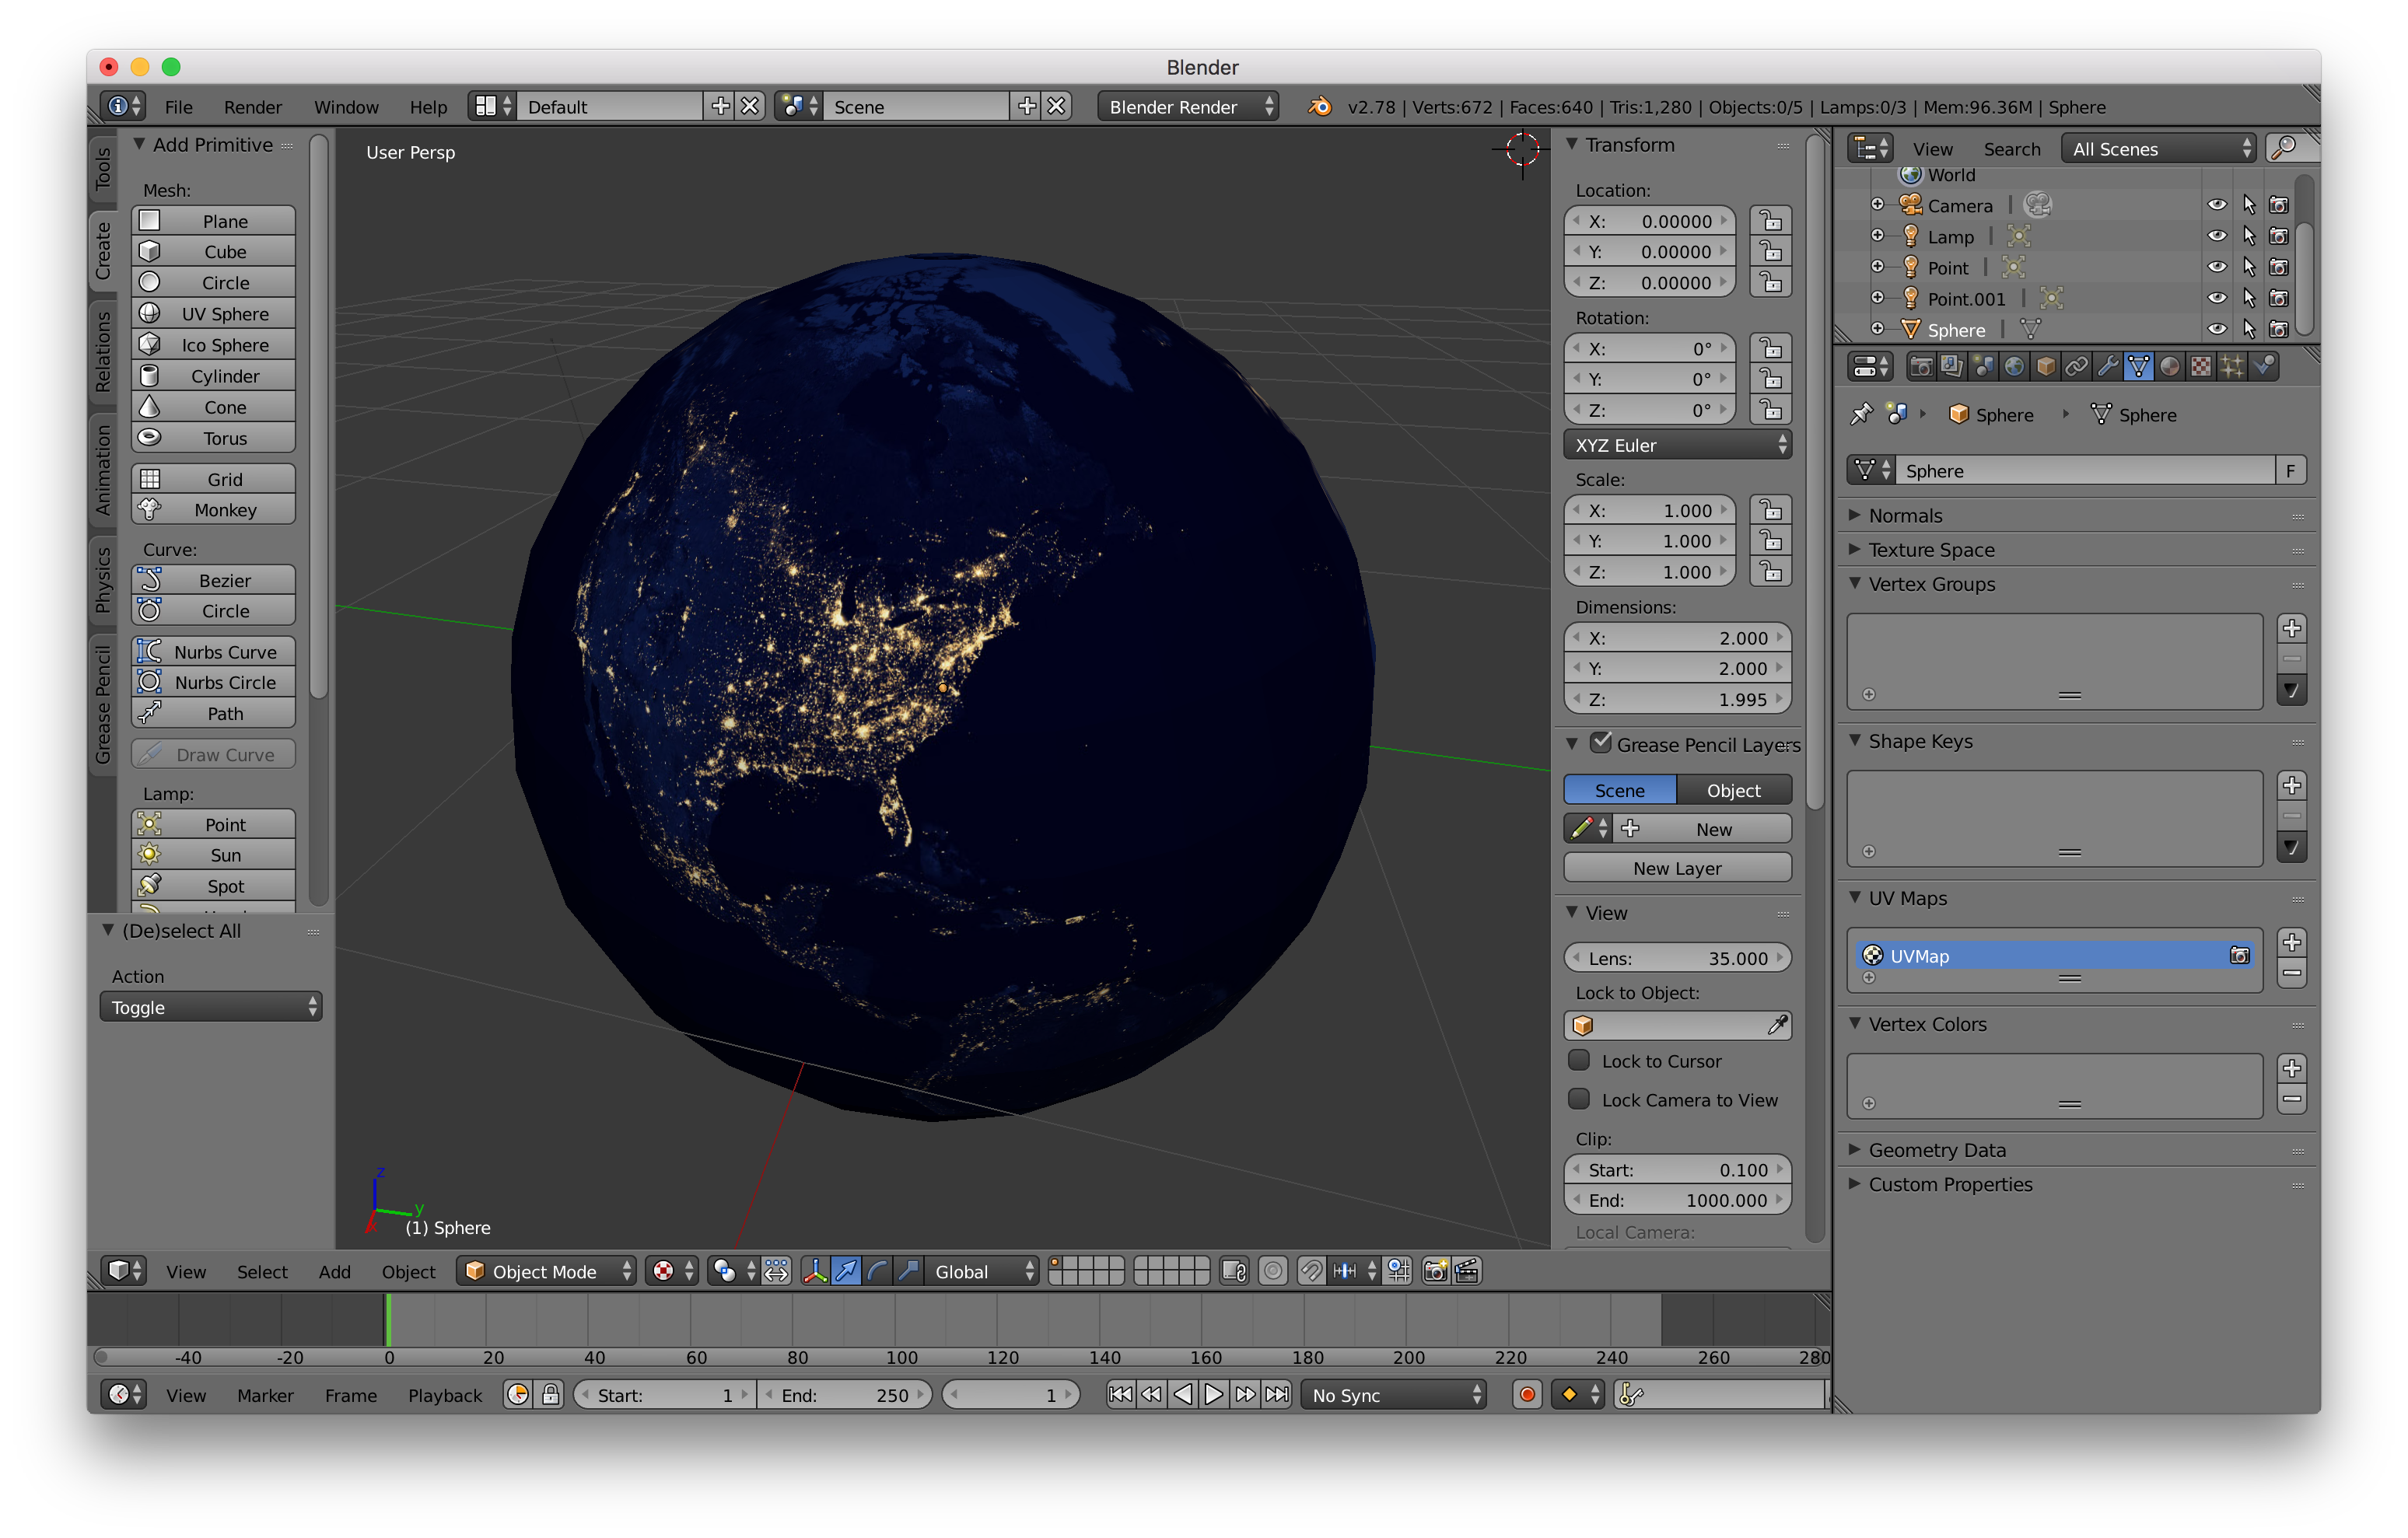 Blender
File Render Window Help Default Scene Blender Render v2.78 | Verts:672 | Faces:640 | Tris:1,280 | Objects:0/5 | Lamps:0/3 | Mem:96.36M | Sphere
Tools
Create
Relations
Animation
Physics
Grease Pencil
Add Primitive
Mesh:
Plane
Cube
Circle
UV Sphere
Ico Sphere
Cylinder
Cone
Torus
Grid
Monkey
Curve:
Bezier
Circle
Nurbs Curve
Nurbs Circle
Path
Draw Curve
Lamp:
Point
Sun
Spot
(De)select All
Action
Toggle
User Persp
z
y
x
(1) Sphere
Transform
Location:
X: 0.00000
Y: 0.00000
Z: 0.00000
Rotation:
X: 0°
Y: 0°
Z: 0°
XYZ Euler
Scale:
X: 1.000
Y: 1.000
Z: 1.000
Dimensions:
X: 2.000
Y: 2.000
Z: 1.995
Grease Pencil Layers
Scene Object
New
New Layer
View
Lens: 35.000
Lock to Object:
Lock to Cursor
Lock Camera to View
Clip:
Start: 0.100
End: 1000.000
Local Camera:
View Search All Scenes
World
Camera
Lamp
Point
Point.001
Sphere
Sphere Sphere
Sphere F
Normals
Texture Space
Vertex Groups
Shape Keys
UV Maps
UVMap
Vertex Colors
Geometry Data
Custom Properties
View Select Add Object Object Mode Global
-40 -20 0 20 40 60 80 100 120 140 160 180 200 220 240 260 280
View Marker Frame Playback Start: 1 End: 250 1 No Sync